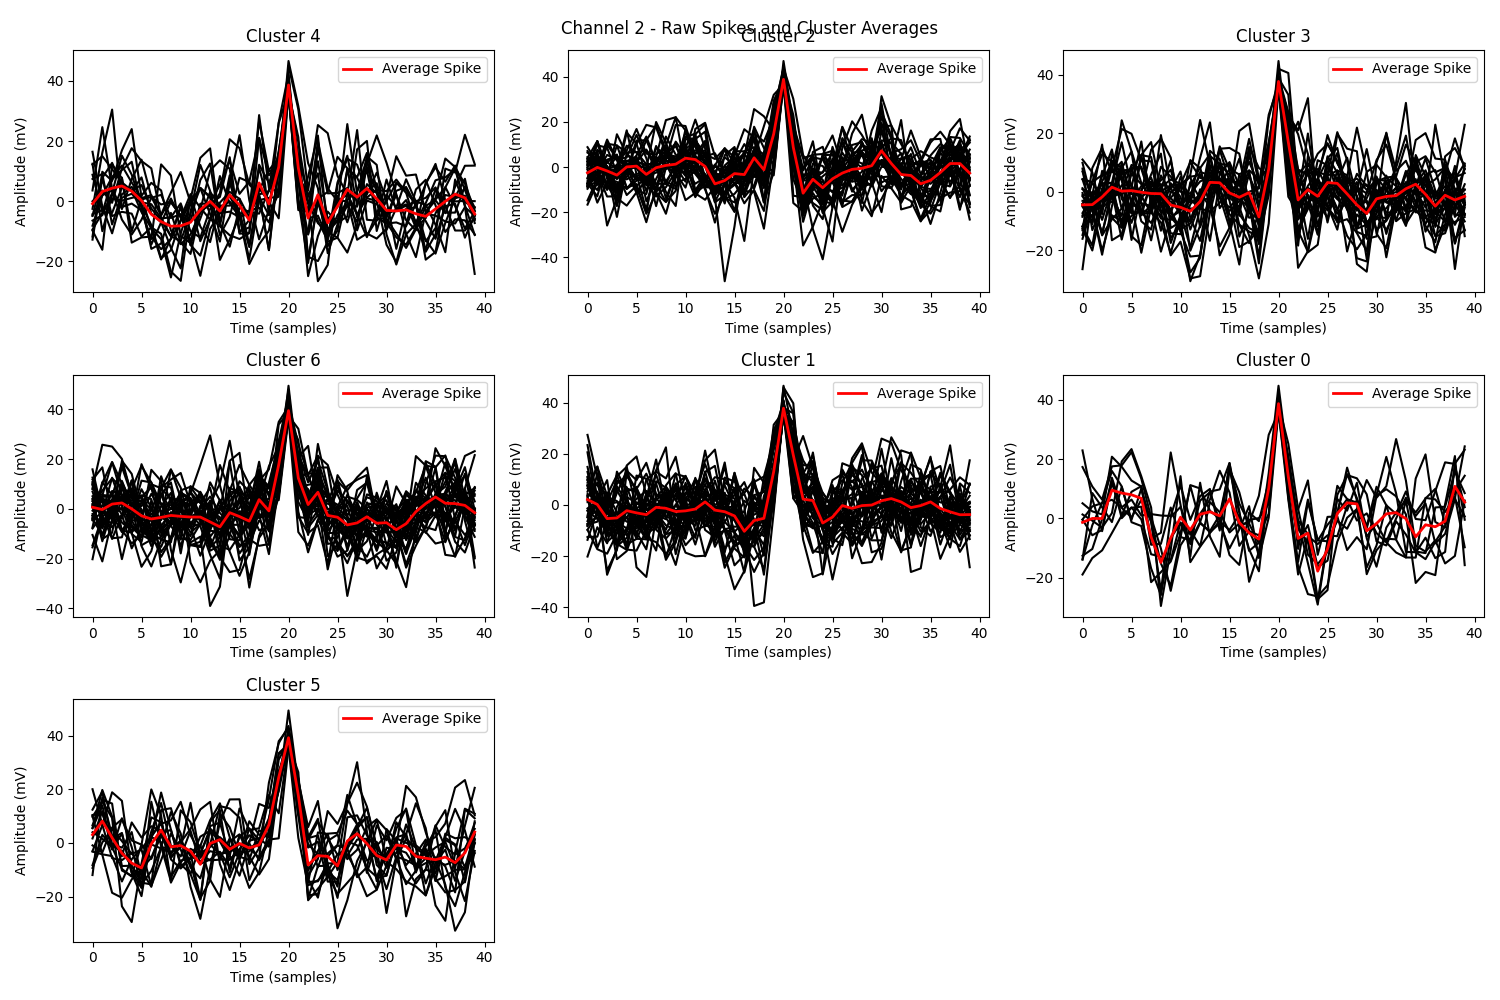 Channel 2 - Raw Spikes and Cluster Averages
Cluster 4
Average Spike
Amplitude (mV)
40
20
0
−20
0 5 10 15 20 25 30 35 40
Time (samples)
Cluster 2
Average Spike
Amplitude (mV)
40
20
0
−20
−40
0 5 10 15 20 25 30 35 40
Time (samples)
Cluster 3
Average Spike
Amplitude (mV)
40
20
0
−20
0 5 10 15 20 25 30 35 40
Time (samples)
Cluster 6
Average Spike
Amplitude (mV)
40
20
0
−20
−40
0 5 10 15 20 25 30 35 40
Time (samples)
Cluster 1
Average Spike
Amplitude (mV)
40
20
0
−20
−40
0 5 10 15 20 25 30 35 40
Time (samples)
Cluster 0
Average Spike
Amplitude (mV)
40
20
0
−20
0 5 10 15 20 25 30 35 40
Time (samples)
Cluster 5
Average Spike
Amplitude (mV)
40
20
0
−20
0 5 10 15 20 25 30 35 40
Time (samples)